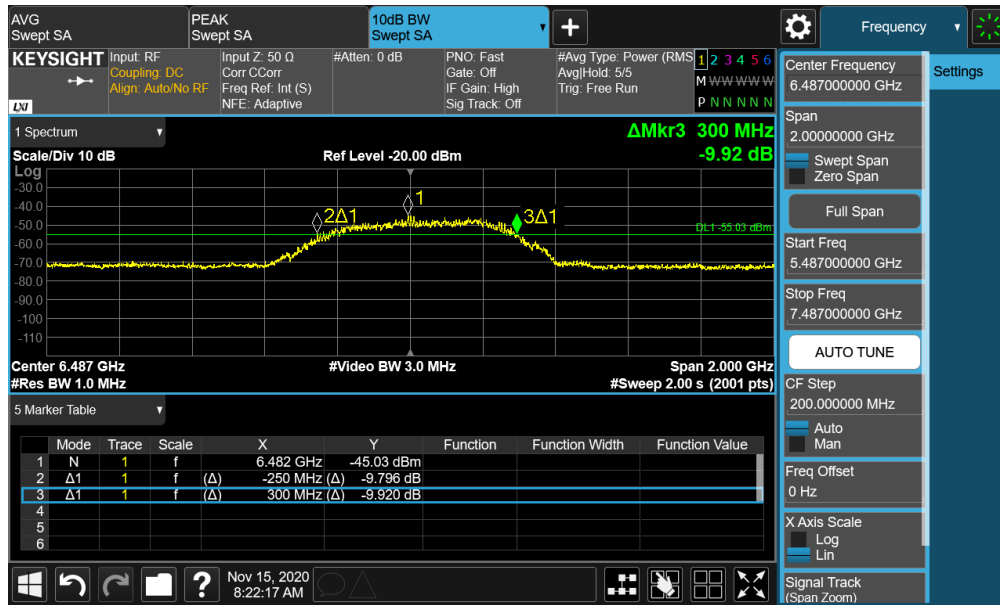 AVG
Swept SA
PEAK
Swept SA
10dB BW
Swept SA
Frequency
KEYSIGHT
LXI
Input: RF
Coupling: DC
Align: Auto/No RF
Input Z: 50 Ω
Corr CCorr
Freq Ref: Int (S)
NFE: Adaptive
#Atten: 0 dB
PNO: Fast
Gate: Off
IF Gain: High
Sig Track: Off
#Avg Type: Power (RMS
Avg|Hold: 5/5
Trig: Free Run
1 2 3 4 5 6
M W W W W W
P N N N N N
1 Spectrum
Scale/Div 10 dB
Ref Level -20.00 dBm
ΔMkr3 300 MHz
-9.92 dB
Log
-30.0
-40.0
-50.0
-60.0
-70.0
-80.0
-90.0
-100
-110
1
2Δ1
3Δ1
DL1 -55.03 dBm
Center 6.487 GHz
#Video BW 3.0 MHz
Span 2.000 GHz
#Res BW 1.0 MHz
#Sweep 2.00 s (2001 pts)
5 Marker Table
Mode Trace Scale X Y Function Function Width Function Value
1 N 1 f 6.482 GHz -45.03 dBm
2 Δ1 1 f (Δ) -250 MHz (Δ) -9.796 dB
3 Δ1 1 f (Δ) 300 MHz (Δ) -9.920 dB
4
5
6
Nov 15, 2020
8:22:17 AM
?
Settings
Center Frequency
6.487000000 GHz
Span
2.00000000 GHz
Swept Span
Zero Span
Full Span
Start Freq
5.487000000 GHz
Stop Freq
7.487000000 GHz
AUTO TUNE
CF Step
200.000000 MHz
Auto
Man
Freq Offset
0 Hz
X Axis Scale
Log
Lin
Signal Track
(Span Zoom)